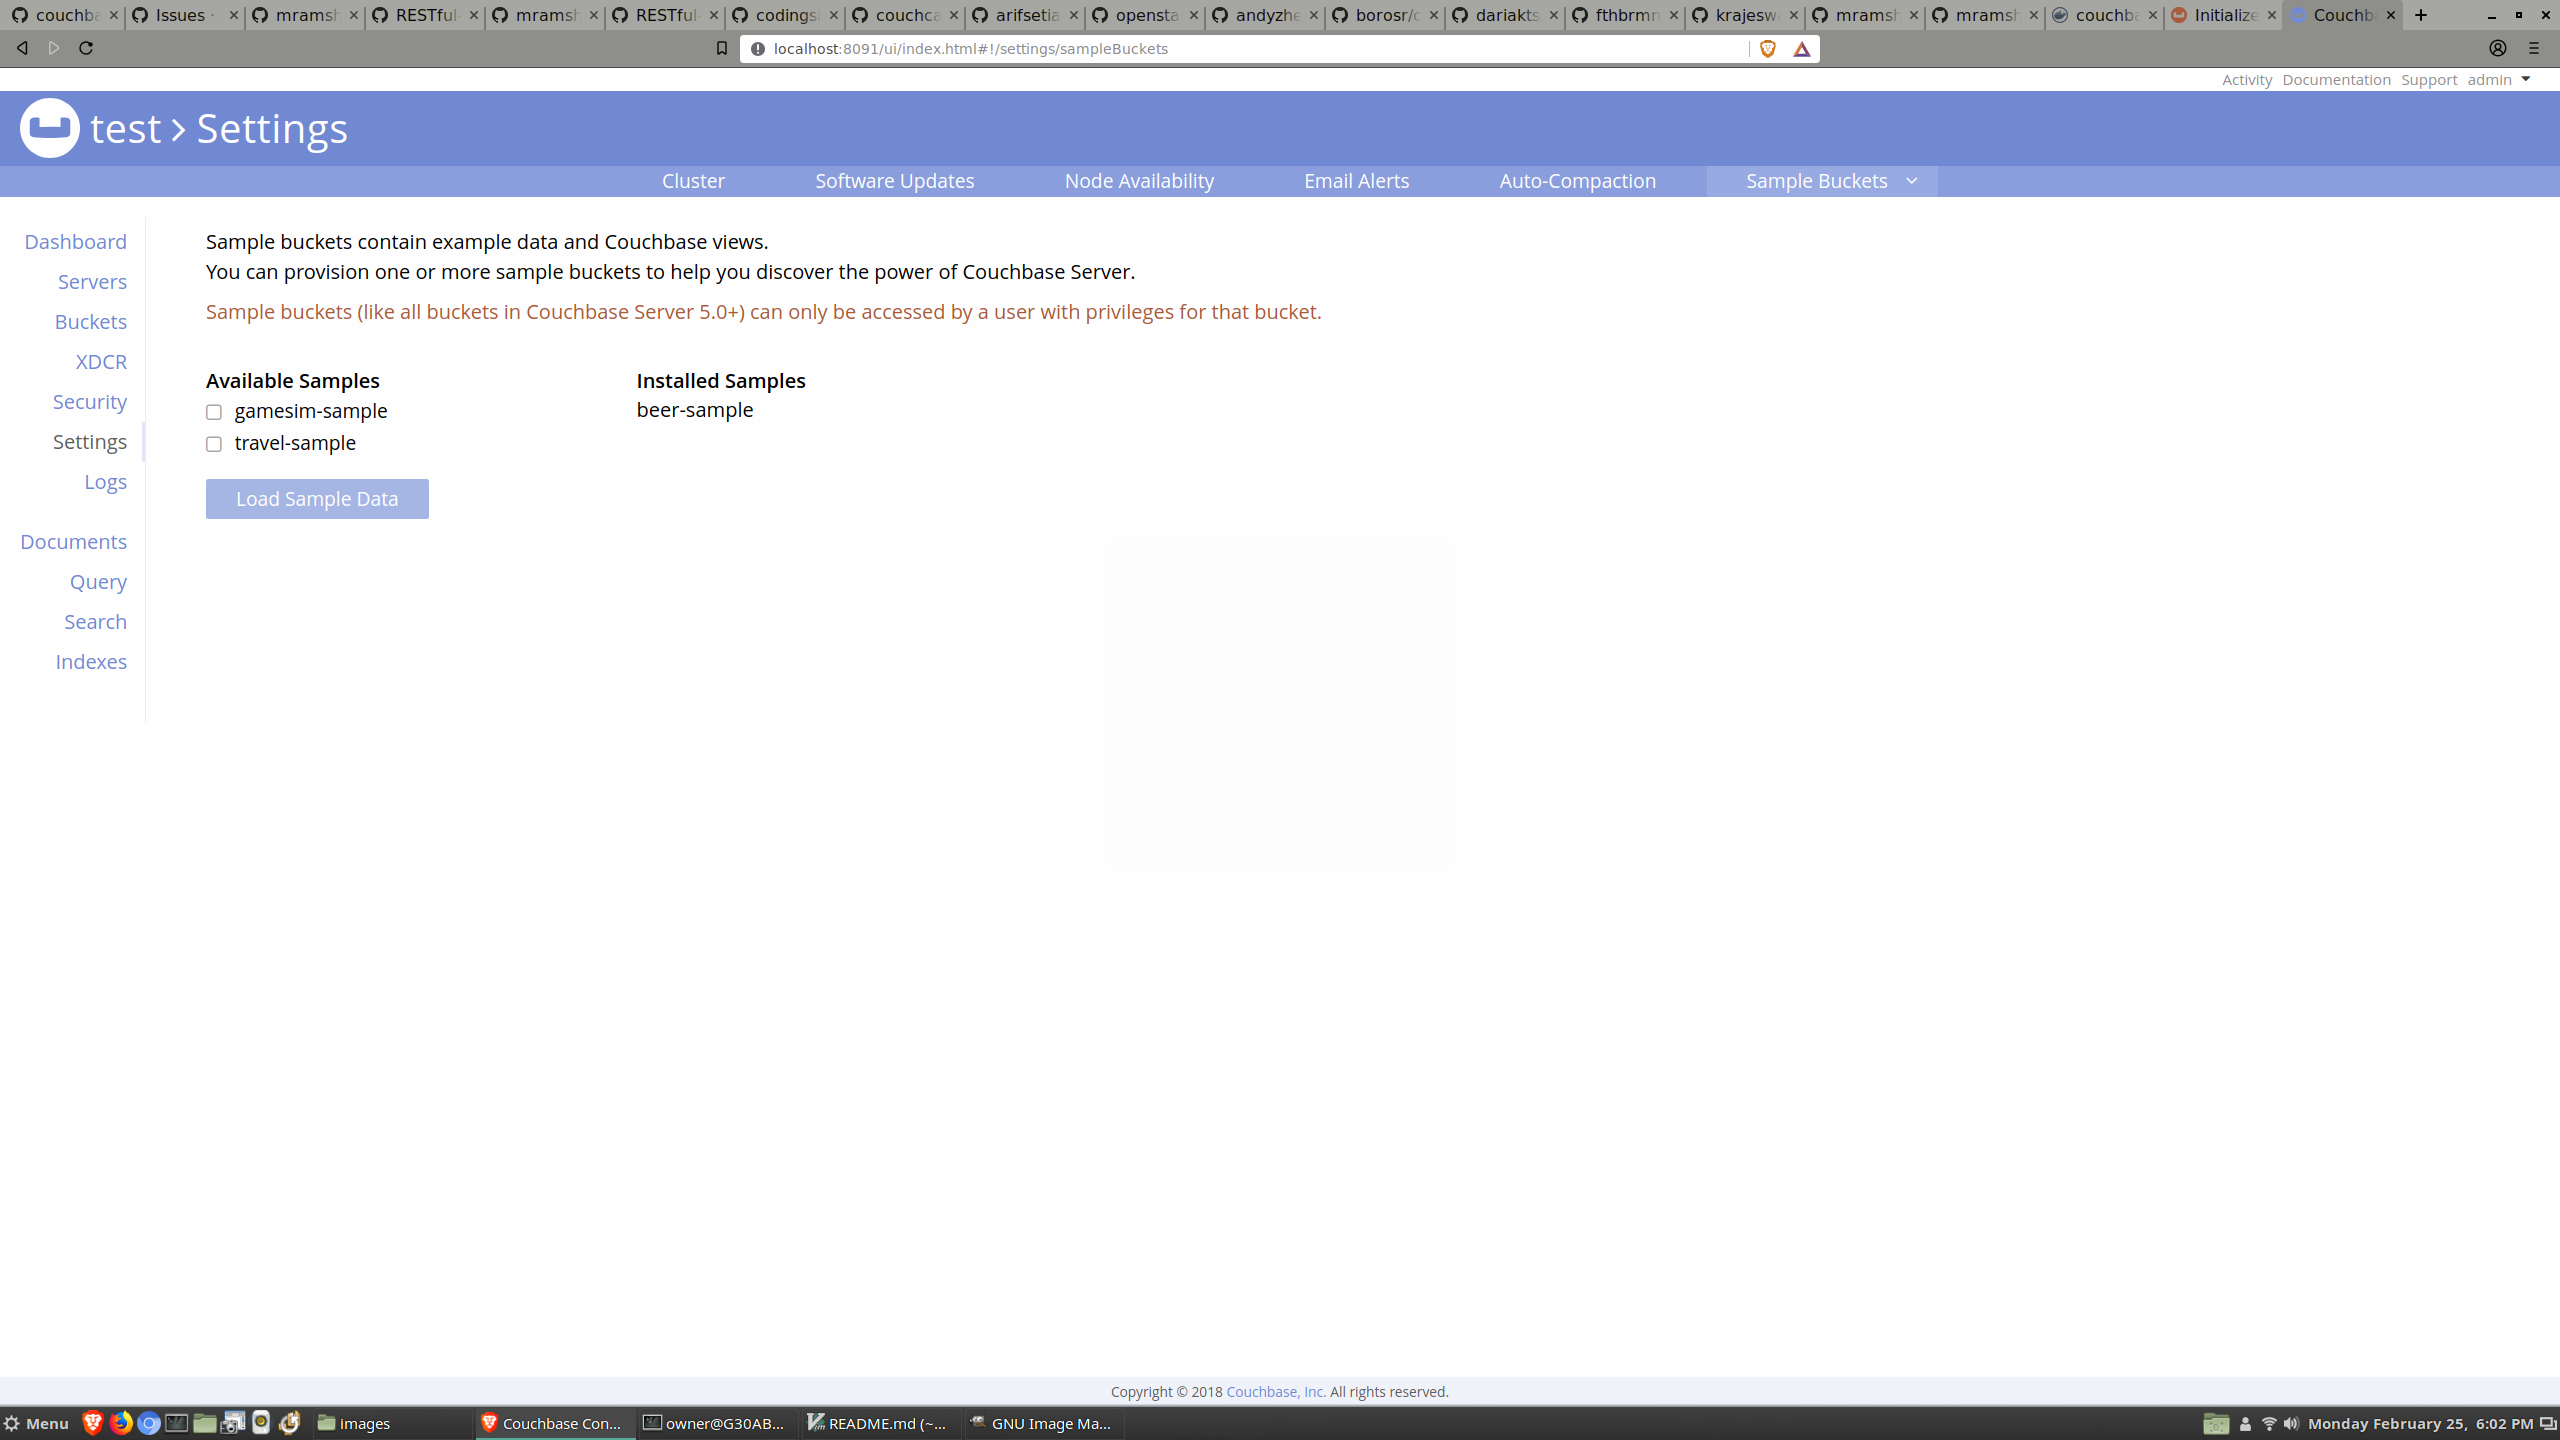 couchba Issues · mramsh RESTful- mramsh RESTful- codingsi couchca arifsetia opensta andyzhe borosr/c dariakts fthbrmn krajesw mramsh mramsh couchba Initialize Couchb
localhost:8091/ui/index.html#!/settings/sampleBuckets
Activity Documentation Support admin
test > Settings
Cluster Software Updates Node Availability Email Alerts Auto-Compaction Sample Buckets
Dashboard
Servers
Buckets
XDCR
Security
Settings
Logs
Documents
Query
Search
Indexes
Sample buckets contain example data and Couchbase views.
You can provision one or more sample buckets to help you discover the power of Couchbase Server.
Sample buckets (like all buckets in Couchbase Server 5.0+) can only be accessed by a user with privileges for that bucket.
Available Samples
gamesim-sample
travel-sample
Installed Samples
beer-sample
Load Sample Data
Copyright © 2018 Couchbase, Inc. All rights reserved.
Menu images Couchbase Con... owner@G30AB... README.md (~... GNU Image Ma... Monday February 25, 6:02 PM